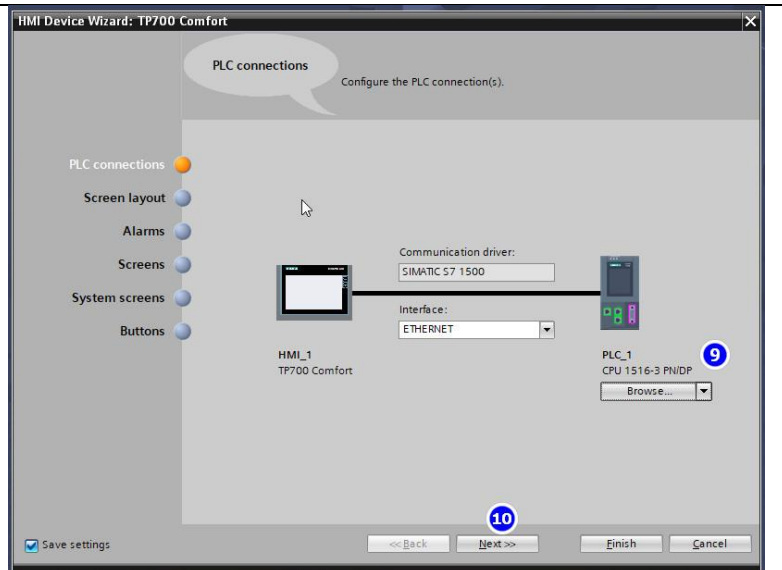 HMI Device Wizard: TP700 Comfort
PLC connections
Configure the PLC connection(s).
PLC connections
Screen layout
Alarms
Screens
System screens
Buttons
Communication driver:
SIMATIC S7 1500
Interface:
ETHERNET
HMI_1
TP700 Comfort
PLC_1
CPU 1516-3 PN/DP
9
Browse...
10
Save settings
<<Back
Next>>
Finish
Cancel